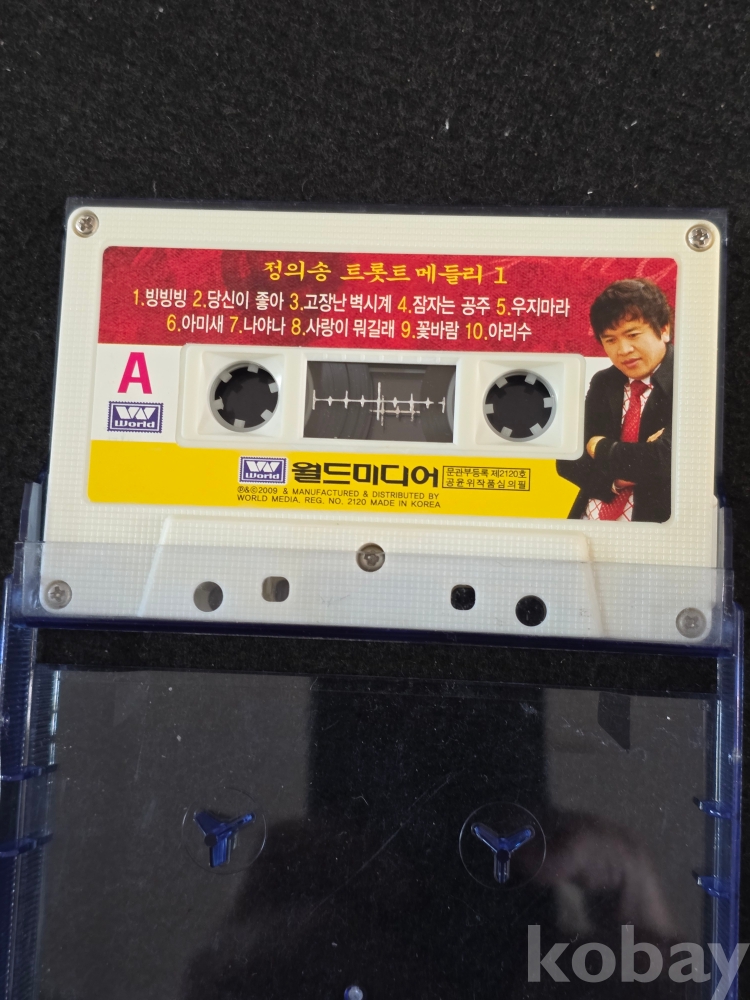 정의송 트롯트 메들리 1
1.빙빙빙 2.당신이 좋아 3.고장난 벽시계 4.잠자는 공주 5.우지마라
6.아미새 7.나야나 8.사랑이 뭐길래 9.꽃바람 10.아리수
A
World
World 월드미디어 문관부등록 제2120호
공윤위작품심의필
℗&©2009 & MANUFACTURED & DISTRIBUTED BY
WORLD MEDIA, REG. NO. 2120 MADE IN KOREA
kobay